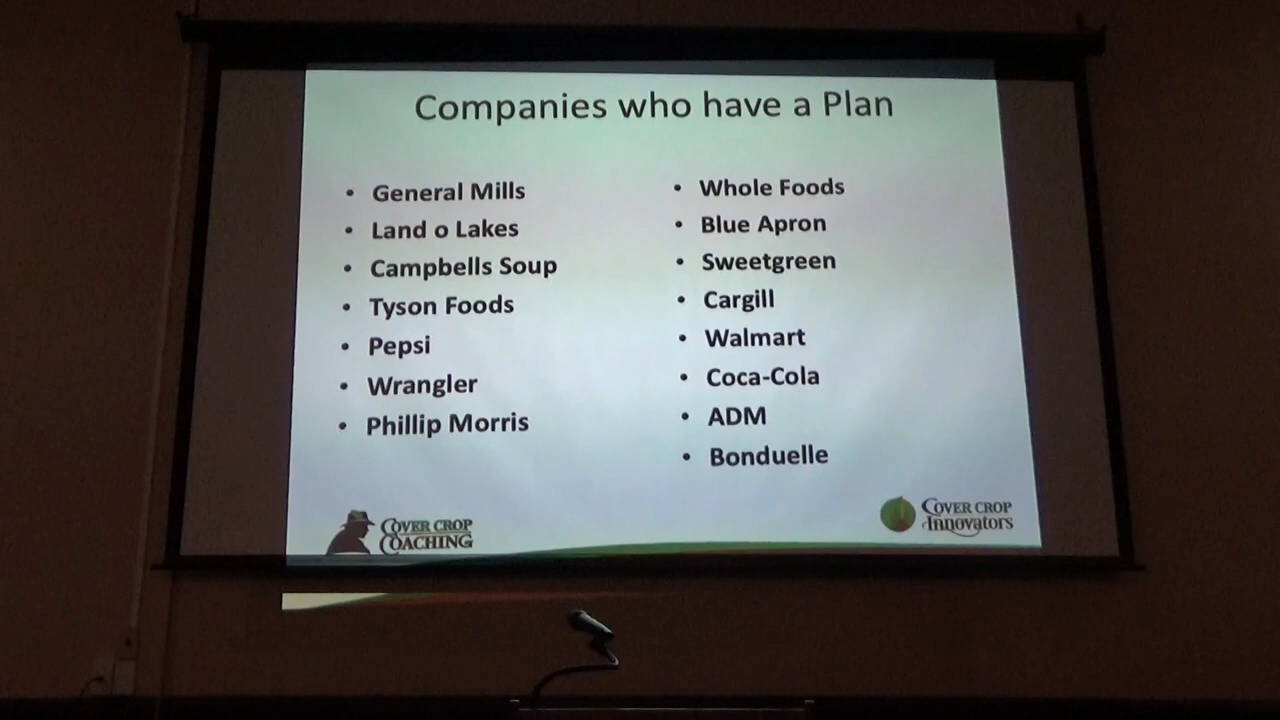 Companies who have a Plan
• General Mills
• Land o Lakes
• Campbells Soup
• Tyson Foods
• Pepsi
• Wrangler
• Phillip Morris
• Whole Foods
• Blue Apron
• Sweetgreen
• Cargill
• Walmart
• Coca-Cola
• ADM
• Bonduelle
COVER CROP
COACHING
COVER CROP
Innovators